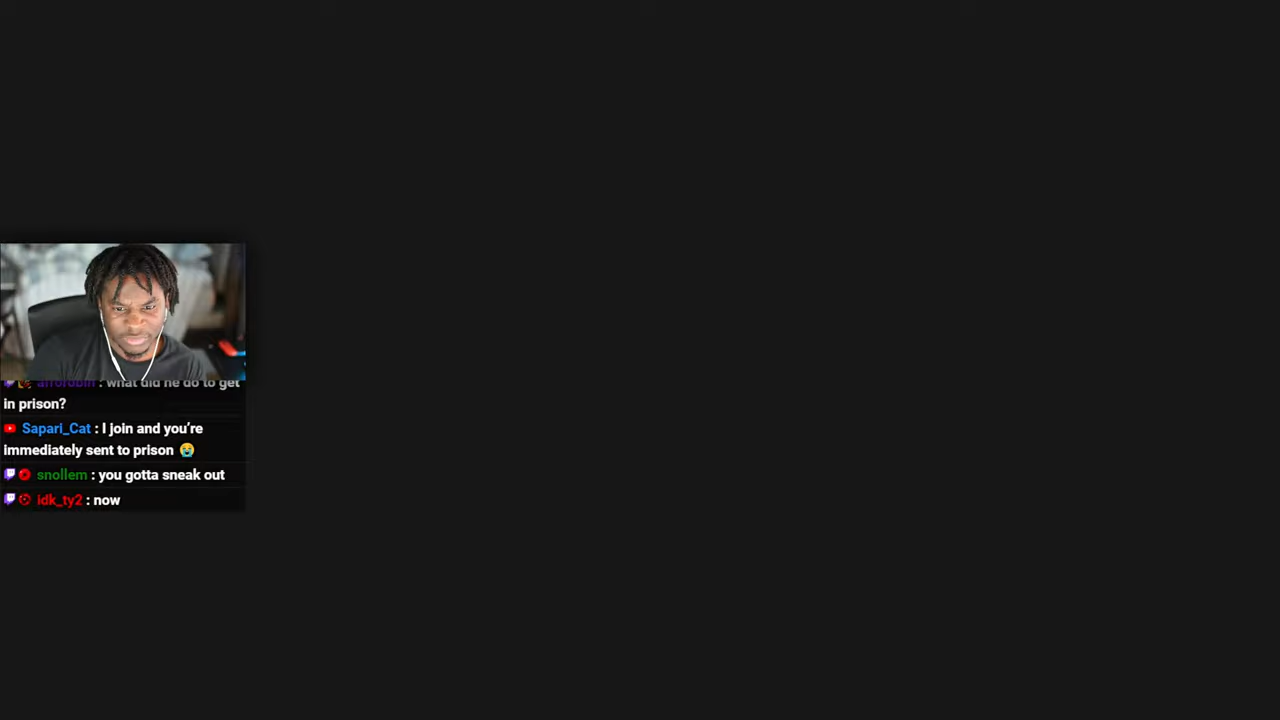 afrorobin : what did he do to get
in prison?
Sapari_Cat : I join and you're
immediately sent to prison 😭
snollem : you gotta sneak out
idk_ty2 : now